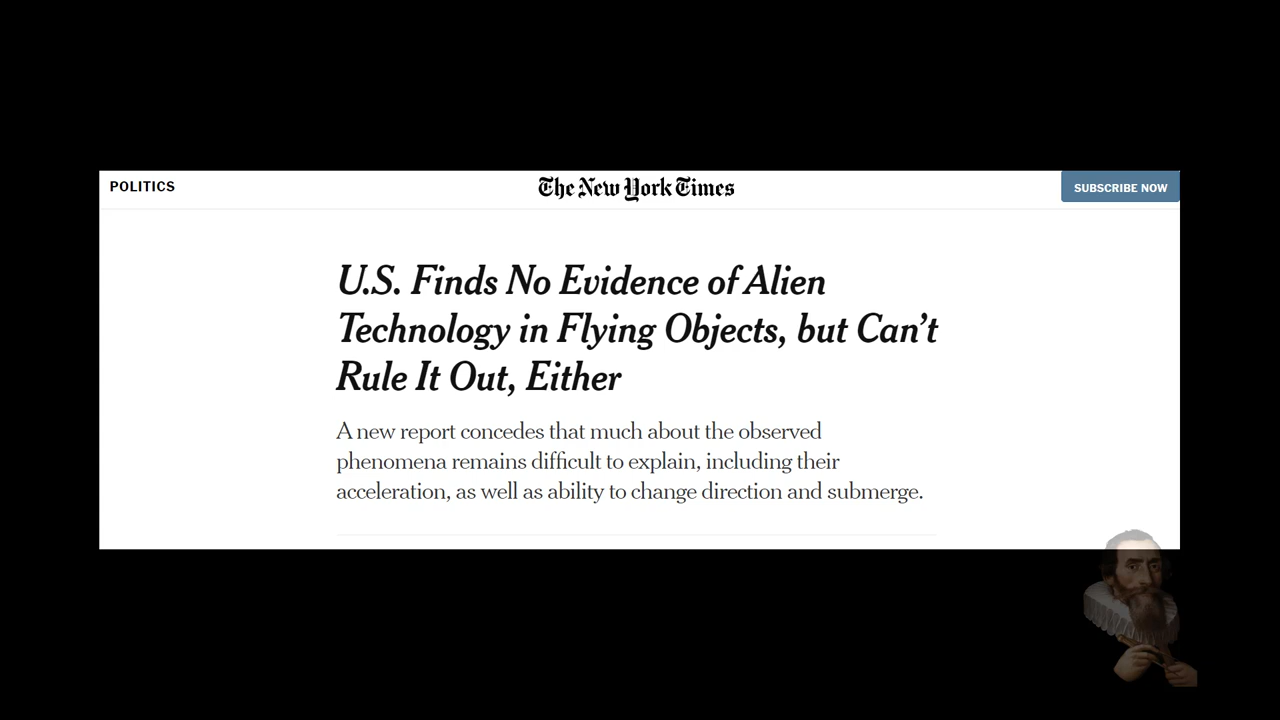 POLITICS
The New York Times
SUBSCRIBE NOW
U.S. Finds No Evidence of Alien
Technology in Flying Objects, but Can’t
Rule It Out, Either
A new report concedes that much about the observed
phenomena remains difficult to explain, including their
acceleration, as well as ability to change direction and submerge.